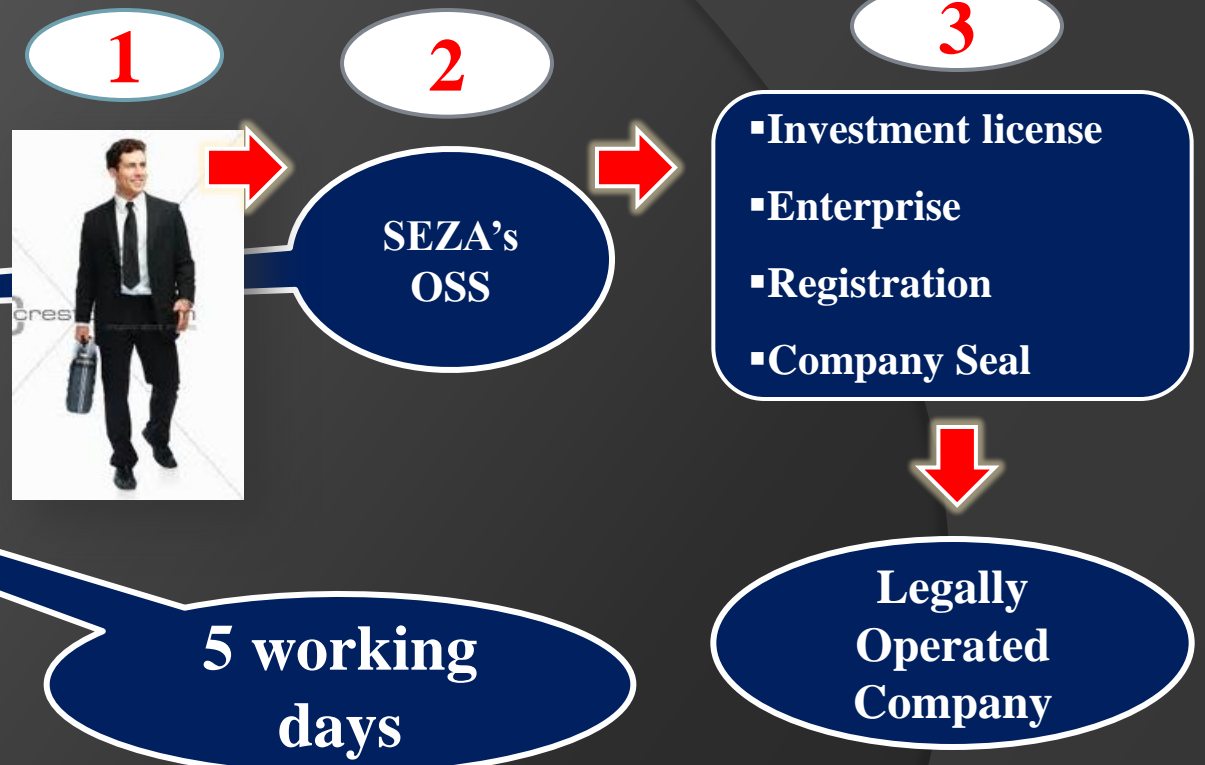 1
2
3
SEZA's
OSS
▪Investment license
▪Enterprise
▪Registration
▪Company Seal
5 working
days
Legally
Operated
Company